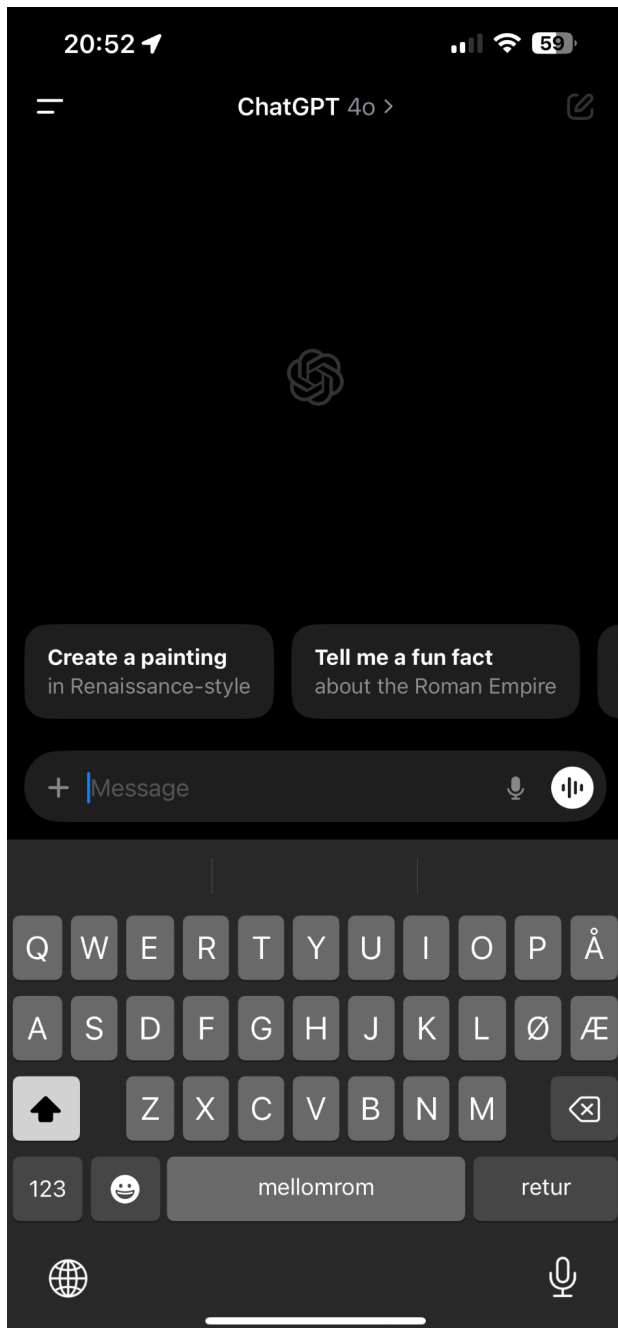 20:52 59
ChatGPT 4o >
Create a painting
in Renaissance-style
Tell me a fun fact
about the Roman Empire
Message
Q W E R T Y U I O P Å
A S D F G H J K L Ø Æ
Z X C V B N M
123 mellomrom retur